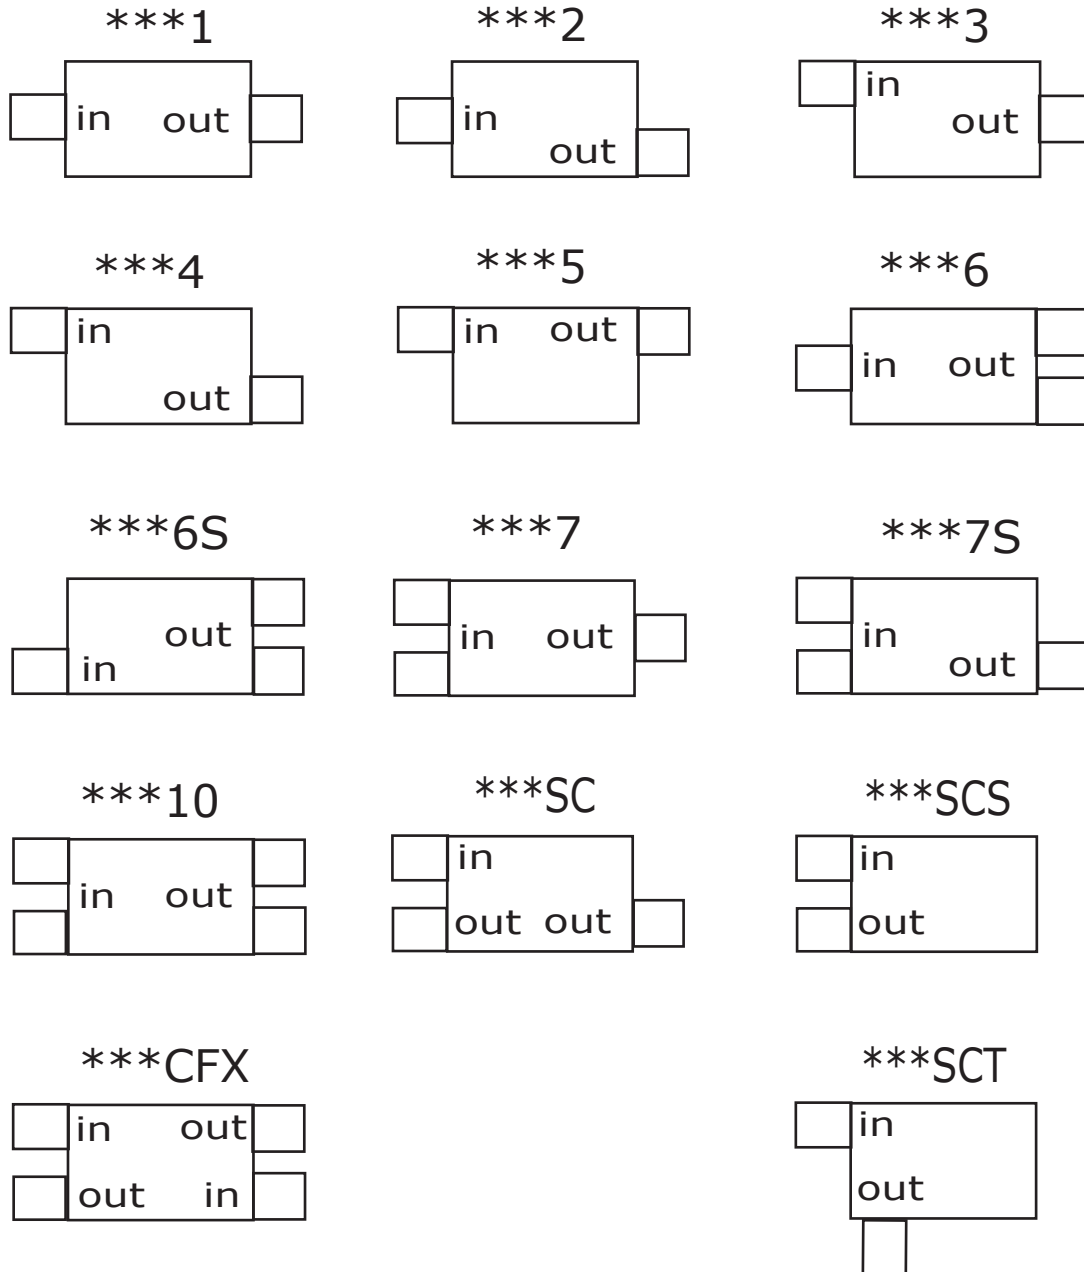 ***1
***2
***3
in out
in
out
in
out
***4
***5
***6
in
out
in out
in out
***6S
***7
***7S
out
in
in out
in
out
***10
***SC
***SCS
in out
in
out out
in
out
***CFX
***SCT
in out
out in
in
out